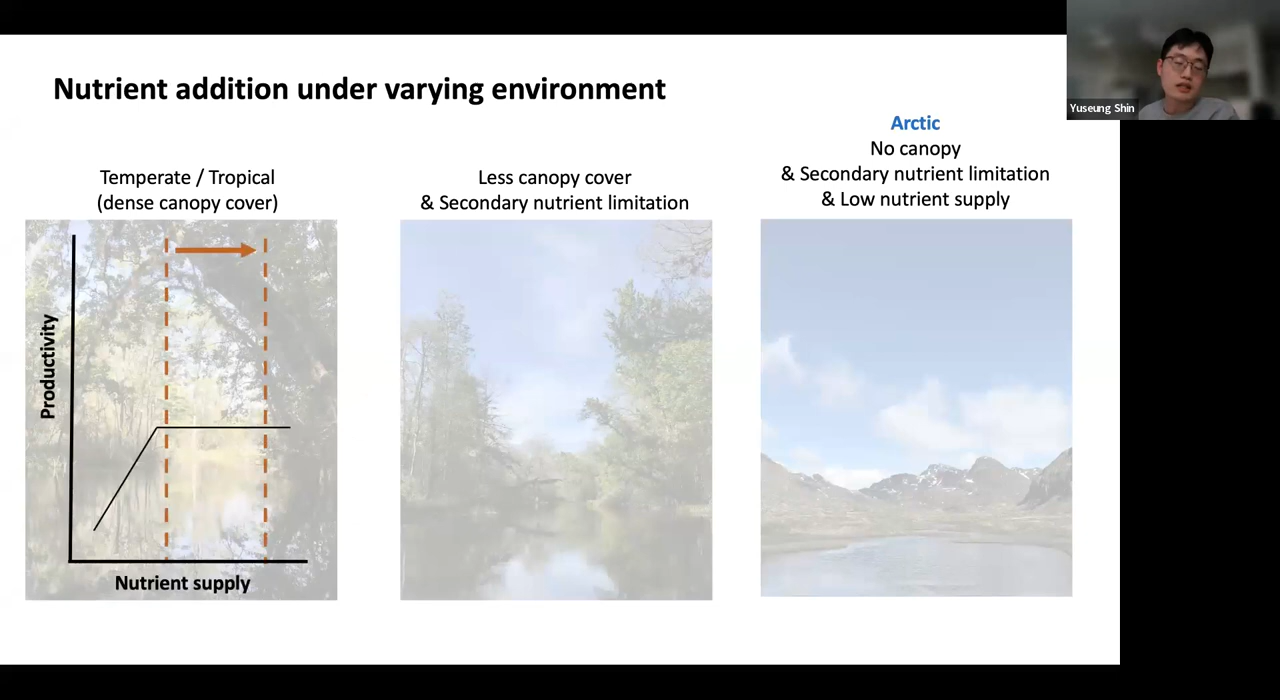 Nutrient addition under varying environment
Yuseung Shin
Temperate / Tropical
(dense canopy cover)
Less canopy cover
& Secondary nutrient limitation
Arctic
No canopy
& Secondary nutrient limitation
& Low nutrient supply
Productivity
Nutrient supply